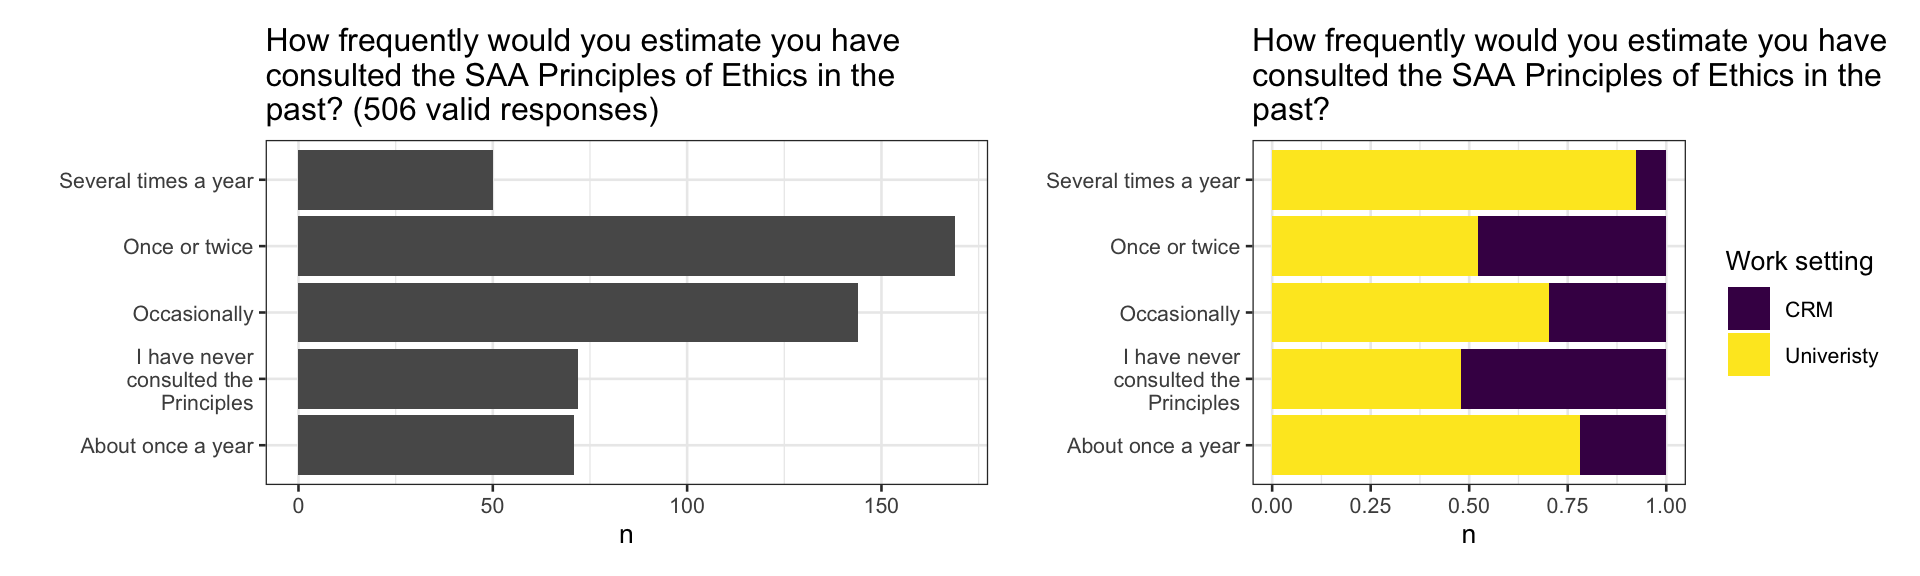 How frequently would you estimate you have
consulted the SAA Principles of Ethics in the
past? (506 valid responses)
Several times a year
Once or twice
Occasionally
I have never
consulted the
Principles
About once a year
0 50 100 150
n
How frequently would you estimate you have
consulted the SAA Principles of Ethics in the
past?
Several times a year
Once or twice
Occasionally
I have never
consulted the
Principles
About once a year
0.00 0.25 0.50 0.75 1.00
n
Work setting
CRM
Univeristy